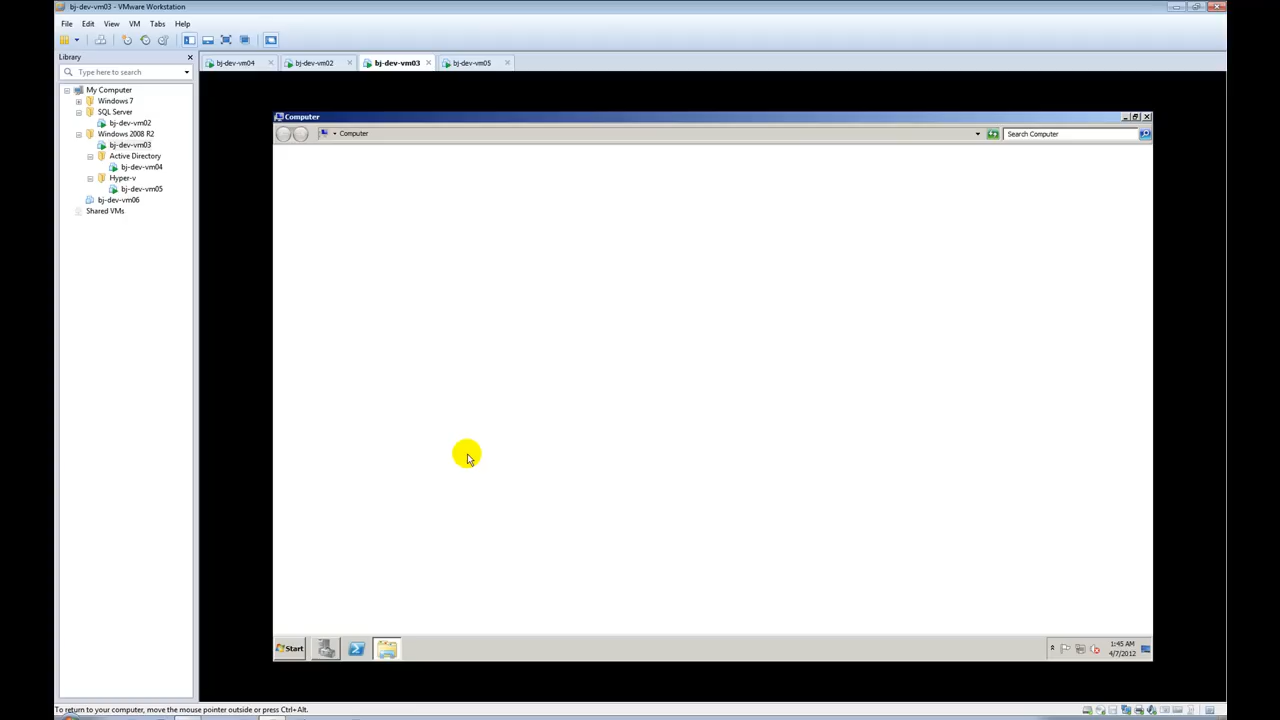 bj-dev-vm03 - VMware Workstation
File Edit View VM Tabs Help
Library
Type here to search
My Computer
Windows 7
SQL Server
bj-dev-vm02
Windows 2008 R2
bj-dev-vm03
Active Directory
bj-dev-vm04
Hyper-v
bj-dev-vm05
bj-dev-vm06
Shared VMs
bj-dev-vm04 bj-dev-vm02 bj-dev-vm03 bj-dev-vm05
Computer
Computer Search Computer
Start
1:45 AM
4/7/2012
To return to your computer, move the mouse pointer outside or press Ctrl+Alt.